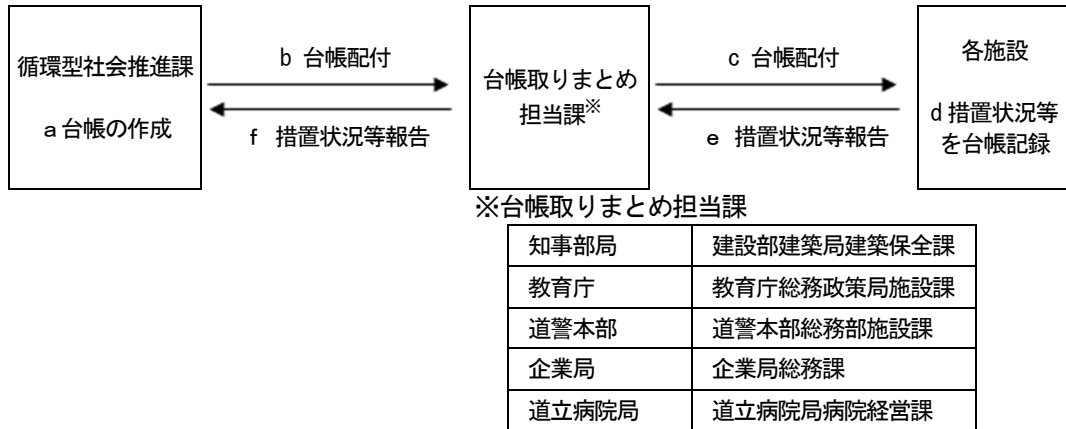 循環型社会推進課
a 台帳の作成
b 台帳配付
f 措置状況等報告
台帳取りまとめ
担当課※
c 台帳配付
e 措置状況等報告
各施設
d 措置状況等
を台帳記録
※台帳取りまとめ担当課
知事部局 建設部建築局建築保全課
教育庁 教育庁総務政策局施設課
道警本部 道警本部総務部施設課
企業局 企業局総務課
道立病院局 道立病院局病院経営課